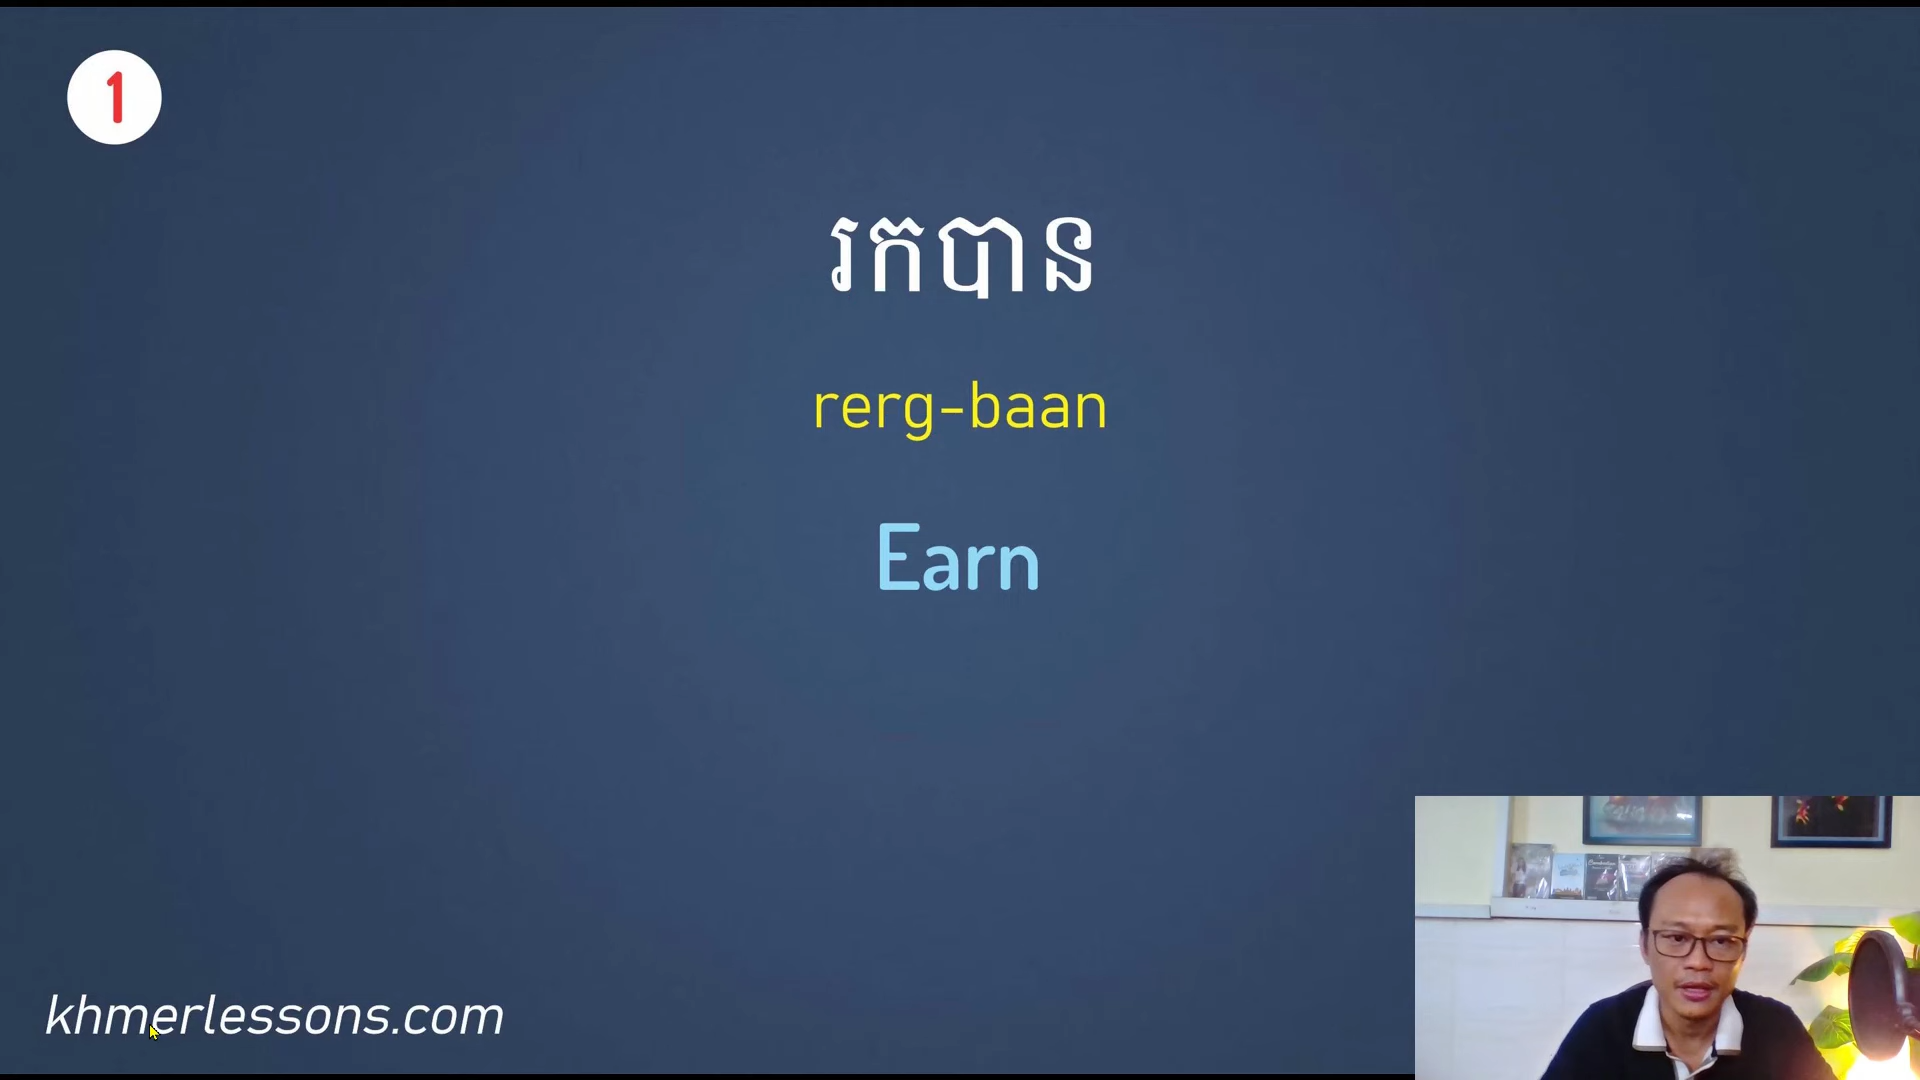 1
រកបាន
rerg-baan
Earn
khmerlessons.com